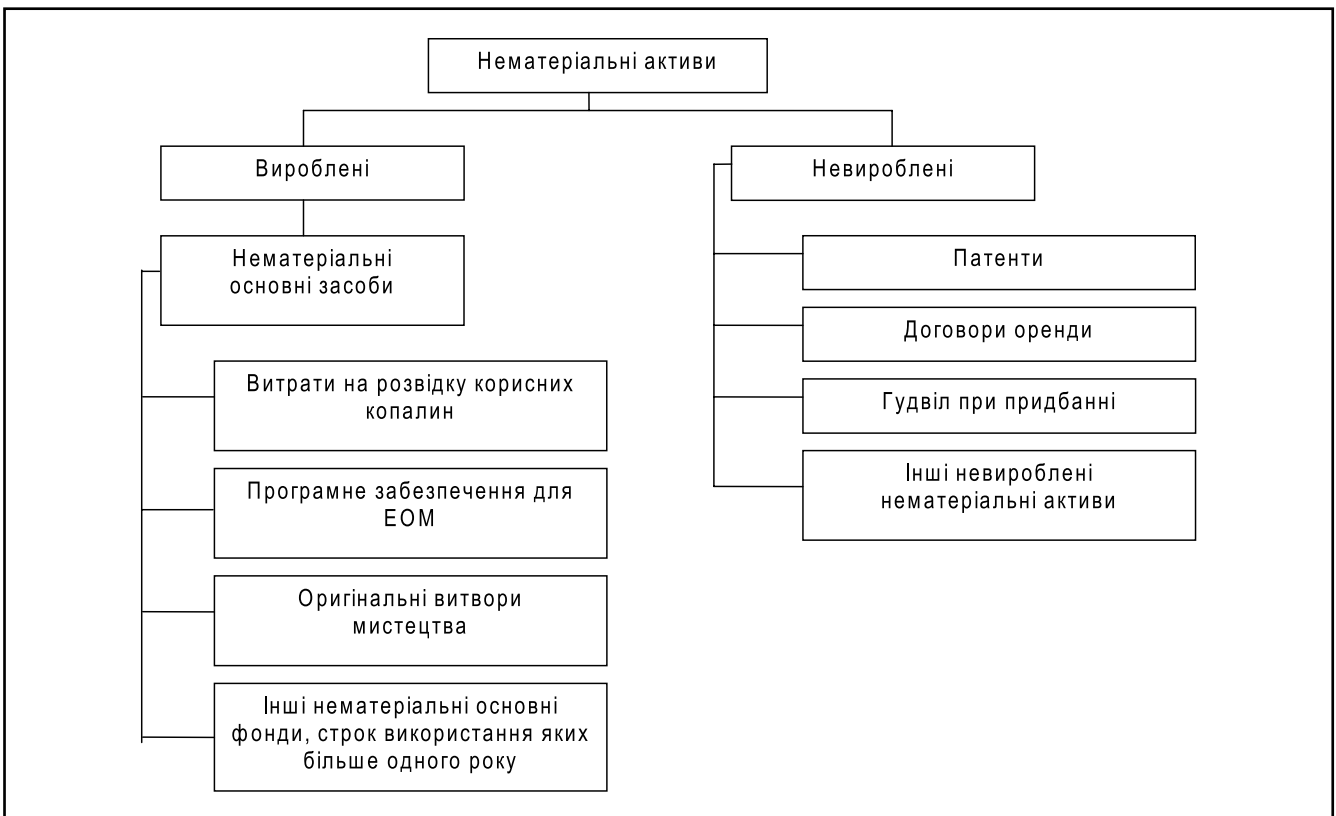 Нематеріальні активи
Вироблені
Невироблені
Нематеріальні
основні засоби
Витрати на розвідку корисних
копалин
Програмне забезпечення для
ЕОМ
Оригінальні витвори
мистецтва
Інші нематеріальні основні
фонди, строк використання яких
більше одного року
Патенти
Договори оренди
Гудвіл при придбанні
Інші невироблені
нематеріальні активи